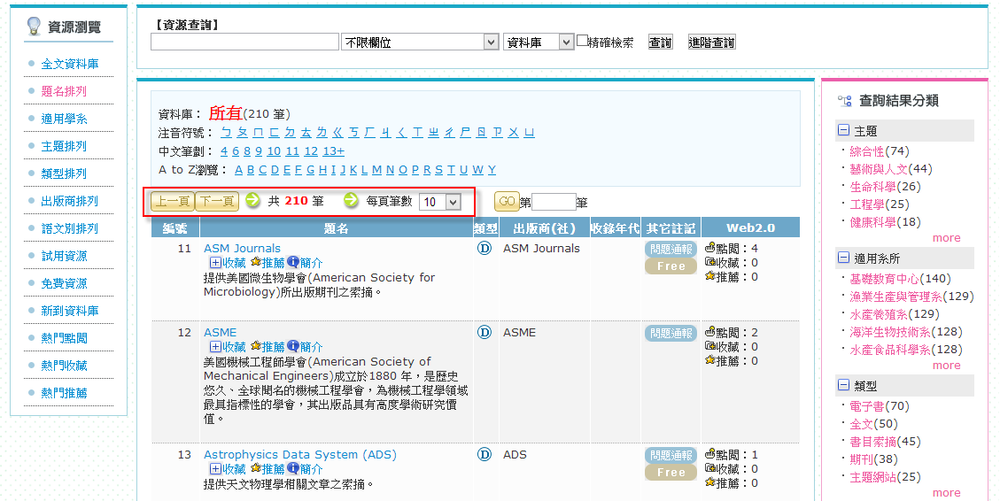 資源瀏覽
全文資料庫
題名排列
適用學系
主題排列
類型排列
出版商排列
語文別排列
試用資源
免費資源
新到資料庫
熱門點閱
熱門收藏
熱門推薦
【資源查詢】
不限欄位 資料庫 精確檢索 查詢 進階查詢
資料庫： 所有(210 筆)
注音符號： ㄅ ㄆ ㄇ ㄈ ㄉ ㄊ ㄌ ㄍ ㄎ ㄏ ㄐ ㄑ ㄒ ㄓ ㄔ ㄕ ㄖ ㄗ ㄨ ㄩ
中文筆劃： 4 6 8 9 10 11 12 13+
A to Z瀏覽： A B C D E F G H I J K L M N O P R S T U W Y
上一頁 下一頁 共 210 筆 每頁筆數 10 GO 第 筆
編號 題名 類型 出版商(社) 收錄年代 其它註記 Web2.0
11 ASM Journals D ASM Journals 問題通報 點閱：4
收藏 推薦 簡介 Free 收藏：0
提供美國微生物學會(American Society for 推薦：0
Microbiology)所出版期刊之索摘。
12 ASME D ASME 問題通報 點閱：2
收藏 推薦 簡介 收藏：0
美國機械工程師學會(American Society of 推薦：0
Mechanical Engineers)成立於1880 年，是歷史
悠久、全球聞名的機械工程學會，為機械工程學領域
最具指標性的學會，其出版品具有高度學術研究價
值。
13 Astrophysics Data System (ADS) D ADS 問題通報 點閱：1
收藏 推薦 簡介 Free 收藏：0
提供天文物理學相關文章之索摘。 推薦：0
查詢結果分類
主題
綜合性(74)
藝術與人文(44)
生命科學(26)
工程學(25)
健康科學(18)
more
適用系所
基礎教育中心(140)
漁業生產與管理系(129)
水產養殖系(129)
海洋生物技術系(128)
水產食品科學系(128)
more
類型
電子書(70)
全文(50)
書目索摘(45)
期刊(38)
主題網站(25)
more